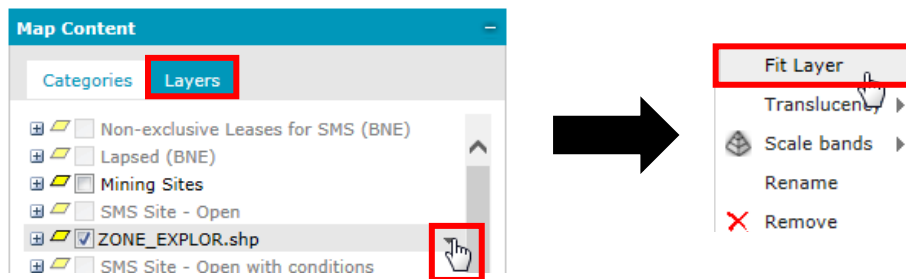 Map Content
Categories Layers
Non-exclusive Leases for SMS (BNE)
Lapsed (BNE)
Mining Sites
SMS Site - Open
ZONE_EXPLOR.shp
SMS Site - Open with conditions
Fit Layer
Translucency
Scale bands
Rename
Remove